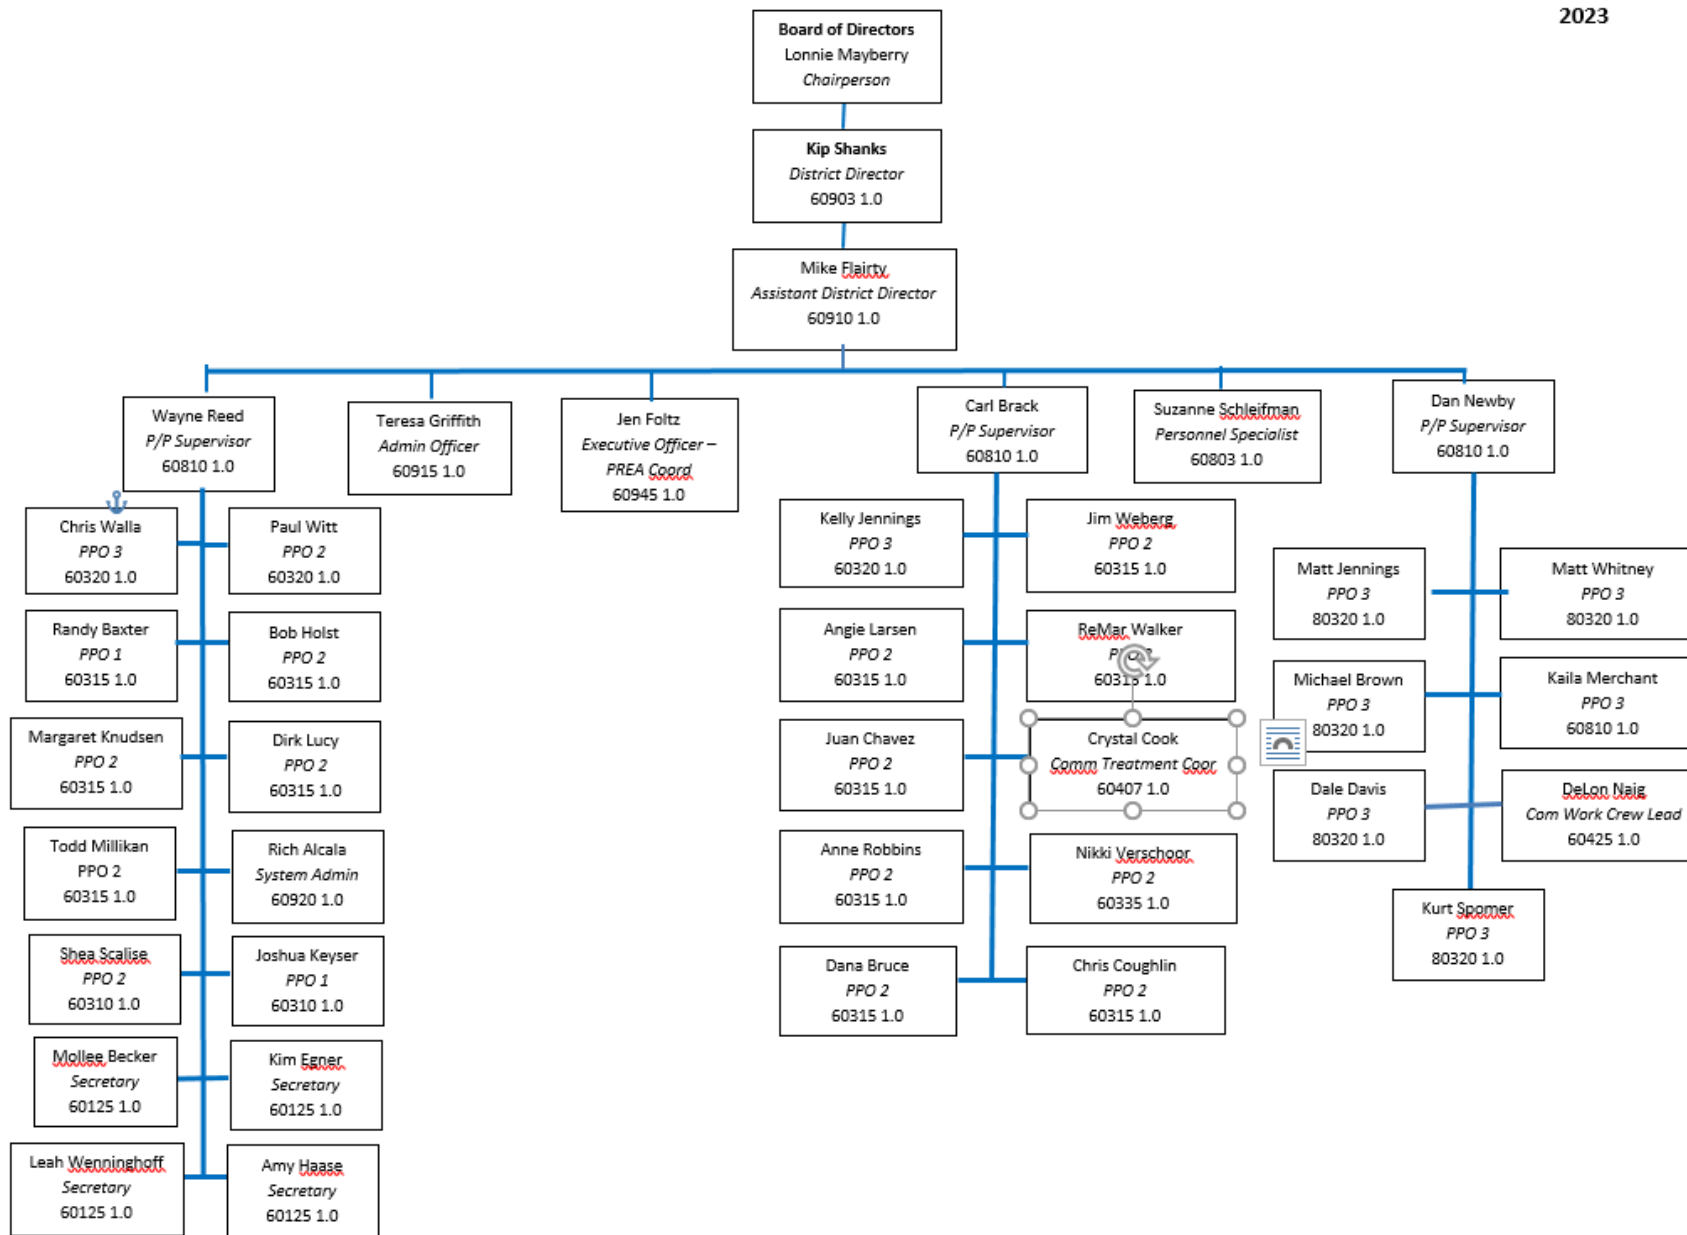 2023
Board of Directors
Lonnie Mayberry
Chairperson
Kip Shanks
District Director
60903 1.0
Mike Flairty
Assistant District Director
60910 1.0
Wayne Reed
P/P Supervisor
60810 1.0
Teresa Griffith
Admin Officer
60915 1.0
Jen Foltz
Executive Officer –
PREA Coord
60945 1.0
Carl Brack
P/P Supervisor
60810 1.0
Suzanne Schleifman
Personnel Specialist
60803 1.0
Dan Newby
P/P Supervisor
60810 1.0
Chris Walla
PPO 3
60320 1.0
Paul Witt
PPO 2
60320 1.0
Randy Baxter
PPO 1
60315 1.0
Bob Holst
PPO 2
60315 1.0
Margaret Knudsen
PPO 2
60315 1.0
Dirk Lucy
PPO 2
60315 1.0
Todd Millikan
PPO 2
60315 1.0
Rich Alcala
System Admin
60920 1.0
Shea Scalise
PPO 2
60310 1.0
Joshua Keyser
PPO 1
60310 1.0
Mollee Becker
Secretary
60125 1.0
Kim Egner
Secretary
60125 1.0
Leah Wenninghoff
Secretary
60125 1.0
Amy Haase
Secretary
60125 1.0
Kelly Jennings
PPO 3
60320 1.0
Jim Weberg
PPO 2
60315 1.0
Angie Larsen
PPO 2
60315 1.0
ReMar Walker
60315 1.0
Juan Chavez
PPO 2
60315 1.0
Crystal Cook
Comm Treatment Coor
60407 1.0
Anne Robbins
PPO 2
60315 1.0
Nikki Verschoor
PPO 2
60335 1.0
Dana Bruce
PPO 2
60315 1.0
Chris Coughlin
PPO 2
60315 1.0
Matt Jennings
PPO 3
80320 1.0
Matt Whitney
PPO 3
80320 1.0
Michael Brown
PPO 3
80320 1.0
Kaila Merchant
PPO 3
60810 1.0
Dale Davis
PPO 3
80320 1.0
DeLon Naig
Com Work Crew Lead
60425 1.0
Kurt Spomer
PPO 3
80320 1.0